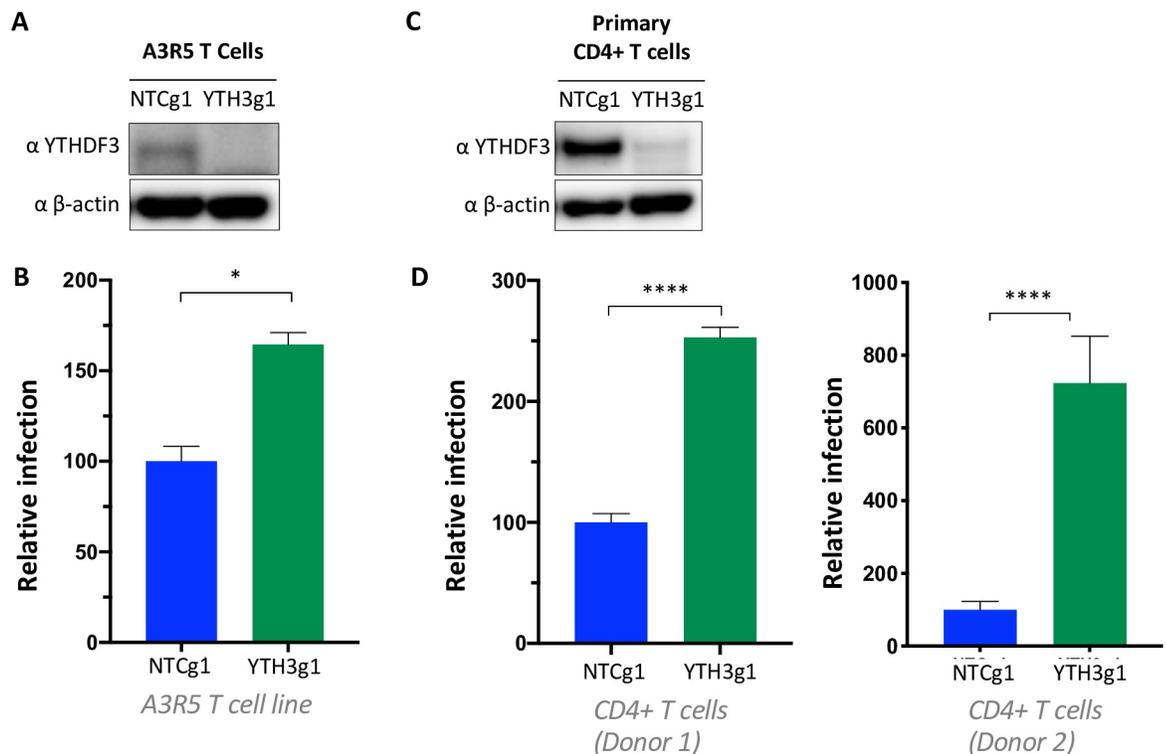 A
A3R5 T Cells
NTCg1 YTH3g1
α YTHDF3
α β-actin
C
Primary
CD4+ T cells
NTCg1 YTH3g1
α YTHDF3
α β-actin
B
200
150
100
50
0
Relative infection
*
NTCg1 YTH3g1
A3R5 T cell line
D
300
200
100
0
Relative infection
****
NTCg1 YTH3g1
CD4+ T cells
(Donor 1)
1000
800
600
400
200
0
Relative infection
****
NTCg1 YTH3g1
CD4+ T cells
(Donor 2)